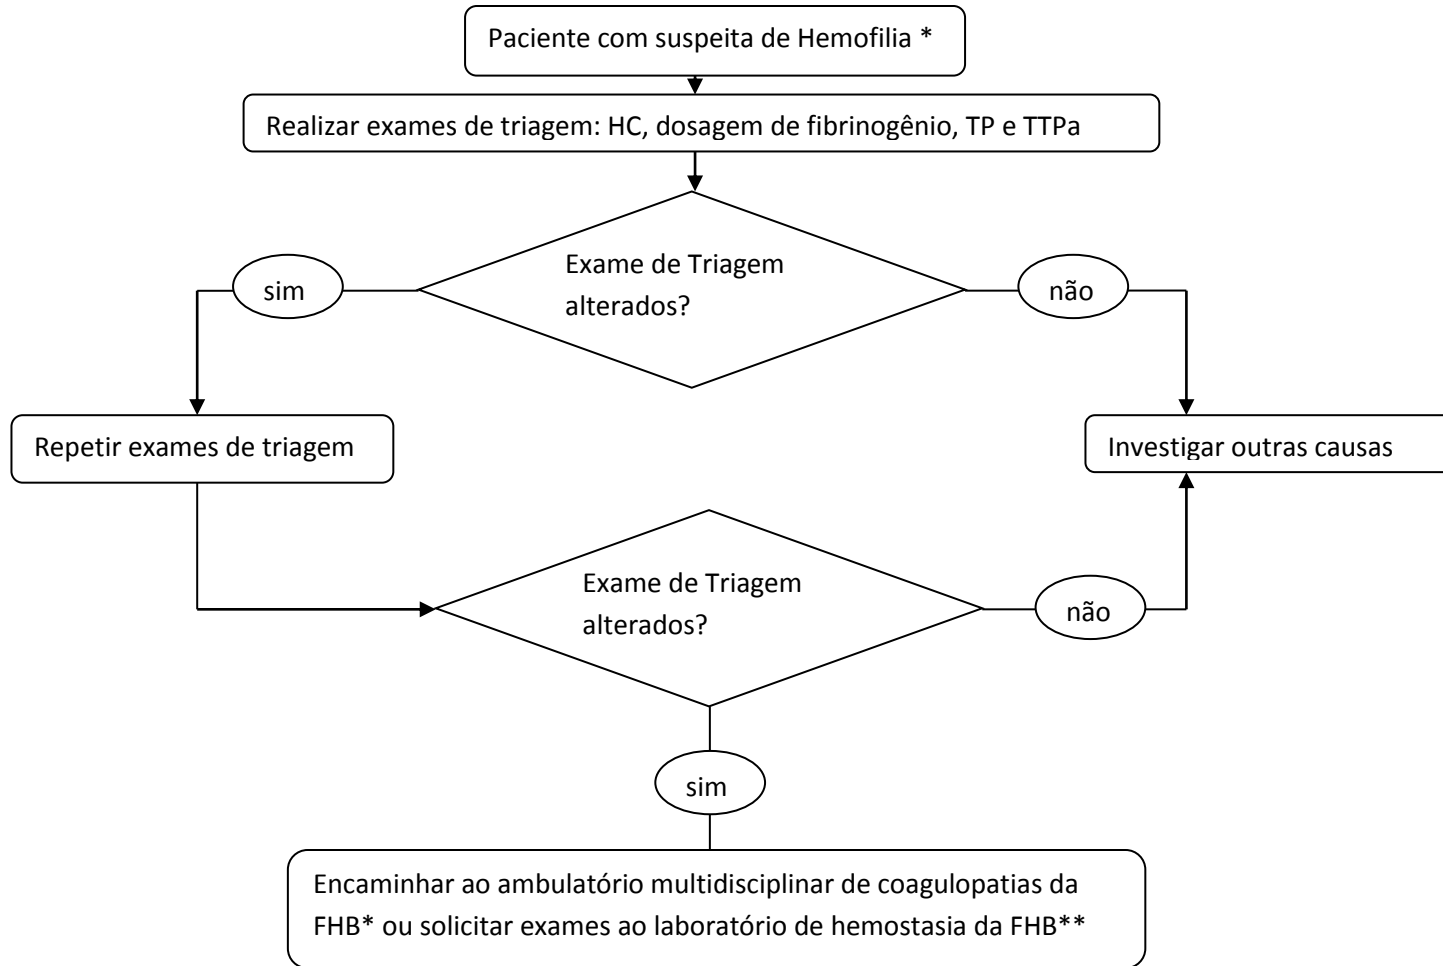 Paciente com suspeita de Hemofilia *
Realizar exames de triagem: HC, dosagem de fibrinogênio, TP e TTPa
Exame de Triagem
alterados?
sim
não
Repetir exames de triagem
Investigar outras causas
Exame de Triagem
alterados?
não
sim
Encaminhar ao ambulatório multidisciplinar de coagulopatias da
FHB* ou solicitar exames ao laboratório de hemostasia da FHB**